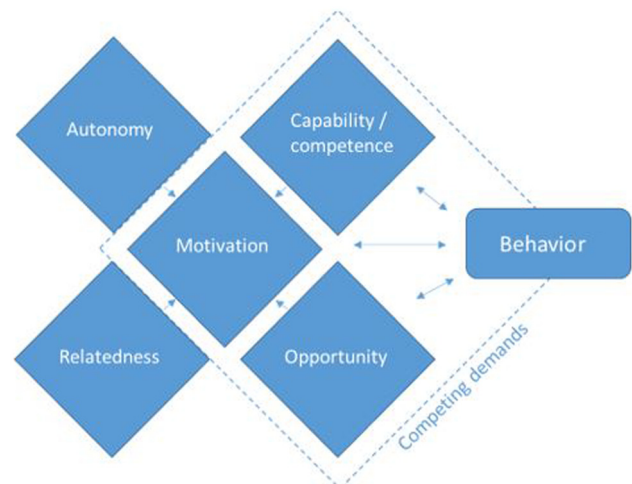 Autonomy
Capability /
competence
Motivation
Behavior
Relatedness
Opportunity
Competing demands